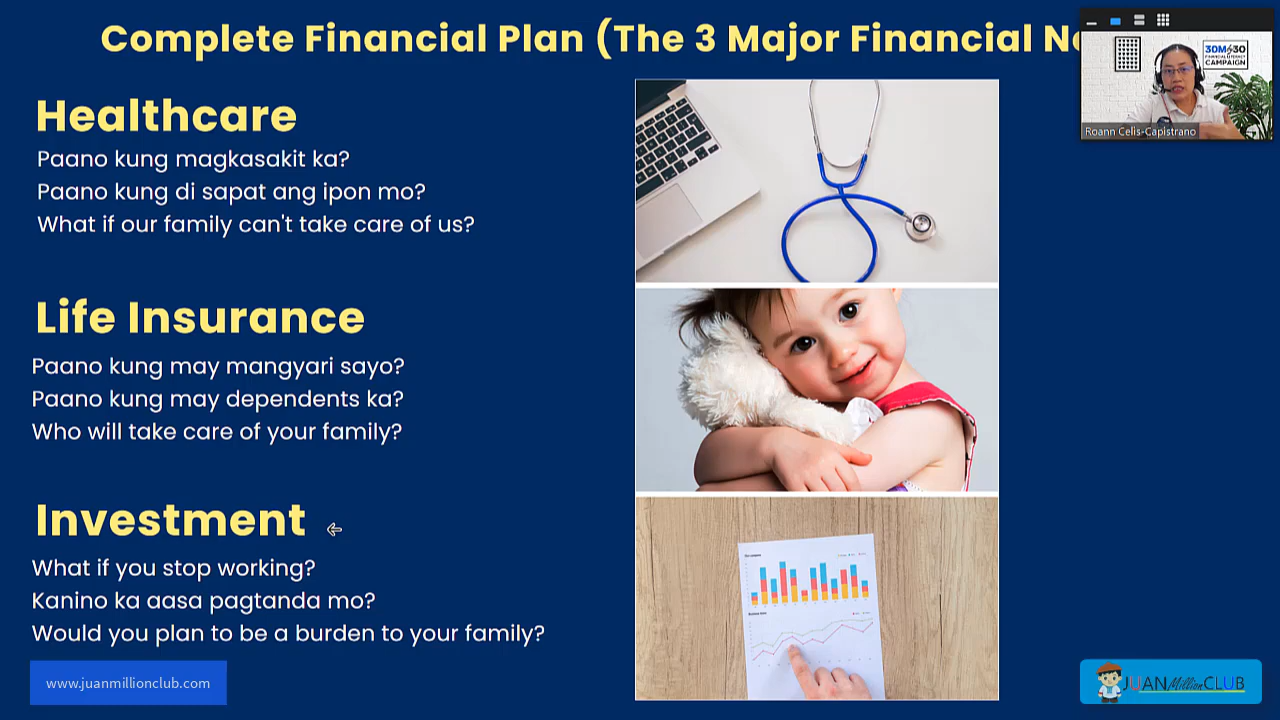 Complete Financial Plan (The 3 Major Financial
Healthcare
Paano kung magkasakit ka?
Paano kung di sapat ang ipon mo?
What if our family can't take care of us?
Life Insurance
Paano kung may mangyari sayo?
Paano kung may dependents ka?
Who will take care of your family?
Investment
What if you stop working?
Kanino ka aasa pagtanda mo?
Would you plan to be a burden to your family?
www.juanmillionclub.com
30M 30
FINANCIAL LITERACY
CAMPAIGN
Roann Celis-Capistrano
JUAN Million CLUB